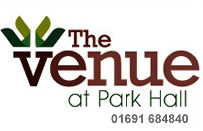 The
venue
at Park Hall
01691 684840